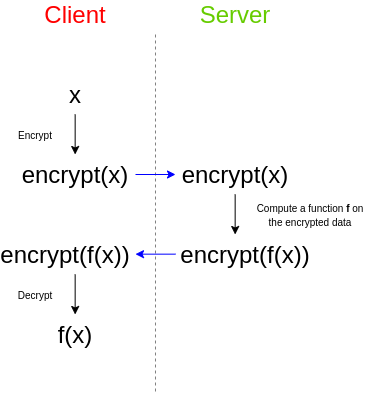 Client
Server
x
Encrypt
encrypt(x)
encrypt(x)
Compute a function f on
the encrypted data
encrypt(f(x))
encrypt(f(x))
Decrypt
f(x)